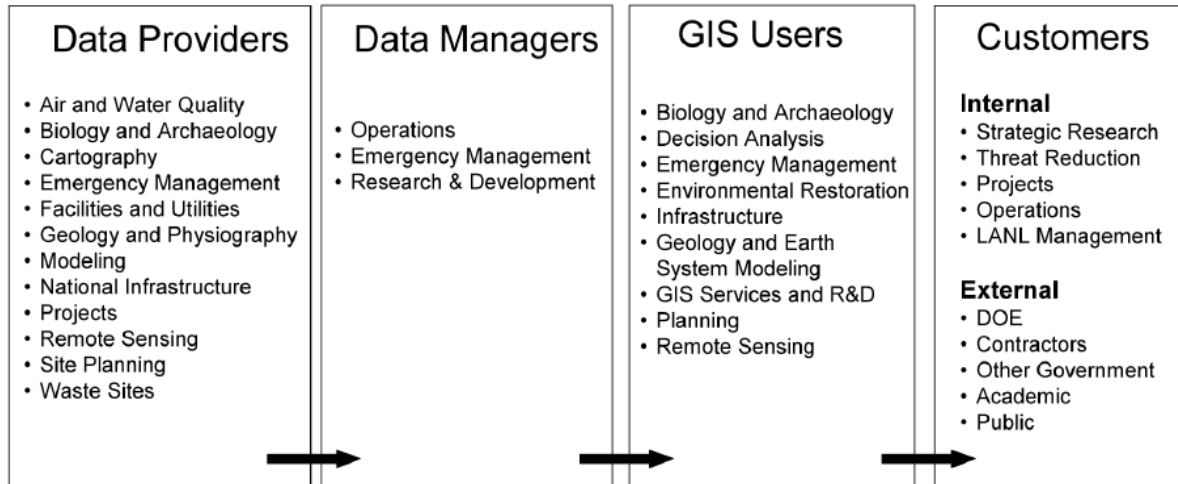 Data Providers
• Air and Water Quality
• Biology and Archaeology
• Cartography
• Emergency Management
• Facilities and Utilities
• Geology and Physiography
• Modeling
• National Infrastructure
• Projects
• Remote Sensing
• Site Planning
• Waste Sites
Data Managers
• Operations
• Emergency Management
• Research & Development
GIS Users
• Biology and Archaeology
• Decision Analysis
• Emergency Management
• Environmental Restoration
• Infrastructure
• Geology and Earth
System Modeling
• GIS Services and R&D
• Planning
• Remote Sensing
Customers
Internal
• Strategic Research
• Threat Reduction
• Projects
• Operations
• LANL Management
External
• DOE
• Contractors
• Other Government
• Academic
• Public